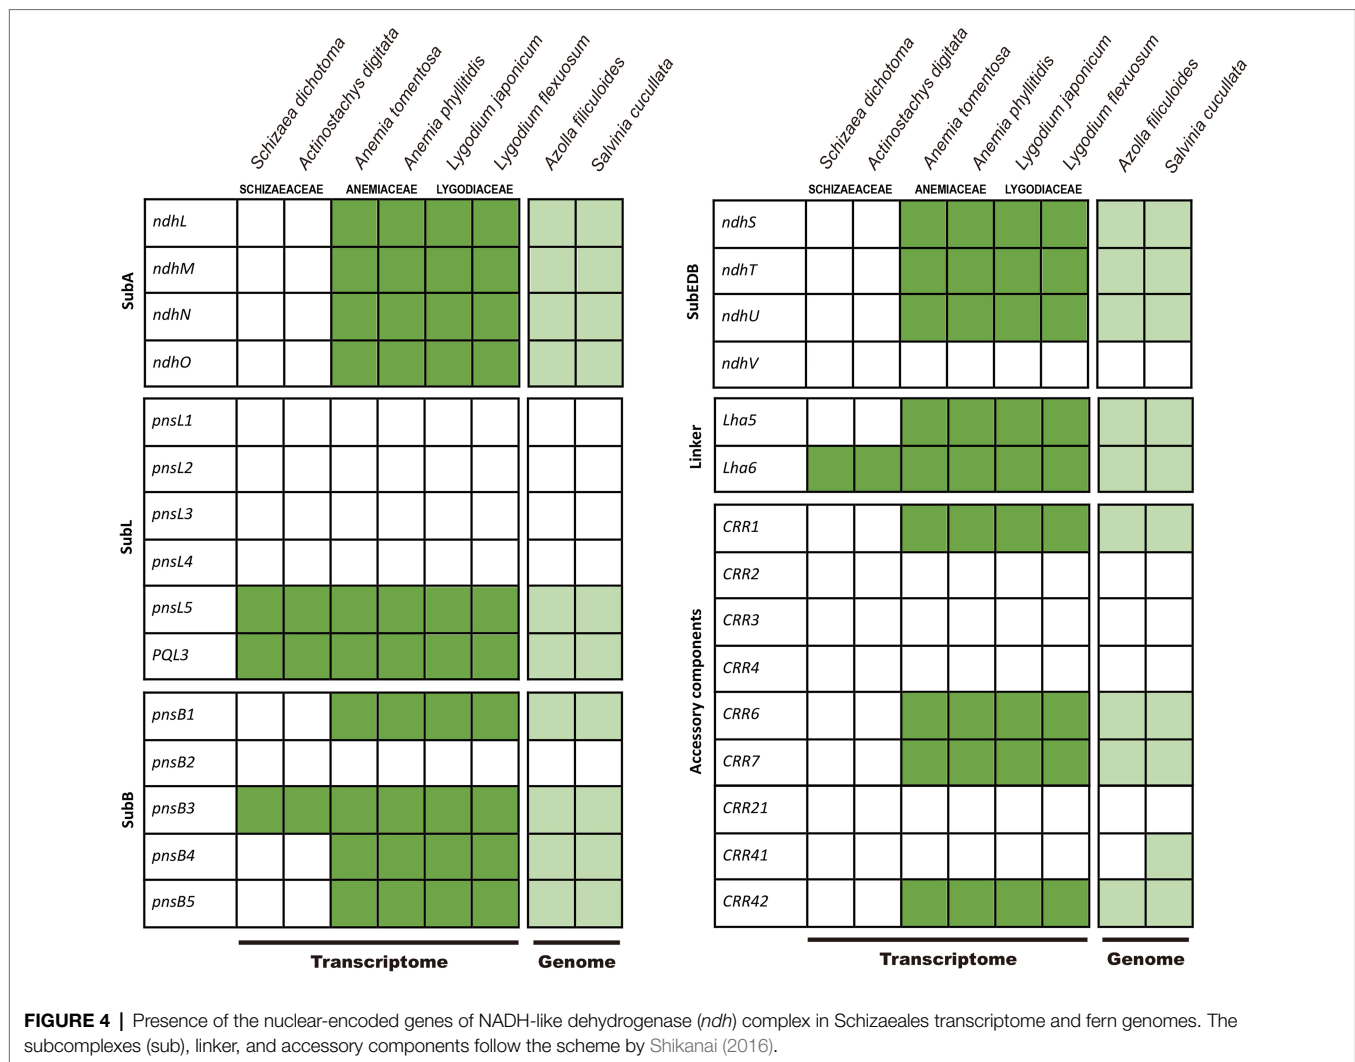 Schizaea dichotoma
Actinostachys digitata
Anemia tomentosa
Anemia phyllitidis
Lygodium japonicum
Lygodium flexuosum
Azolla filiculoides
Salvinia cucullata
SCHIZAEACEAE ANEMIACEAE LYGODIACEAE
SubA
ndhL
ndhM
ndhN
ndhO
SubL
pnsL1
pnsL2
pnsL3
pnsL4
pnsL5
PQL3
SubB
pnsB1
pnsB2
pnsB3
pnsB4
pnsB5
Transcriptome Genome
Schizaea dichotoma
Actinostachys digitata
Anemia tomentosa
Anemia phyllitidis
Lygodium japonicum
Lygodium flexuosum
Azolla filiculoides
Salvinia cucullata
SCHIZAEACEAE ANEMIACEAE LYGODIACEAE
SubEDB
ndhS
ndhT
ndhU
ndhV
Linker
Lha5
Lha6
Accessory components
CRR1
CRR2
CRR3
CRR4
CRR6
CRR7
CRR21
CRR41
CRR42
Transcriptome Genome
FIGURE 4 | Presence of the nuclear-encoded genes of NADH-like dehydrogenase (ndh) complex in Schizaeales transcriptome and fern genomes. The
subcomplexes (sub), linker, and accessory components follow the scheme by Shikanai (2016).